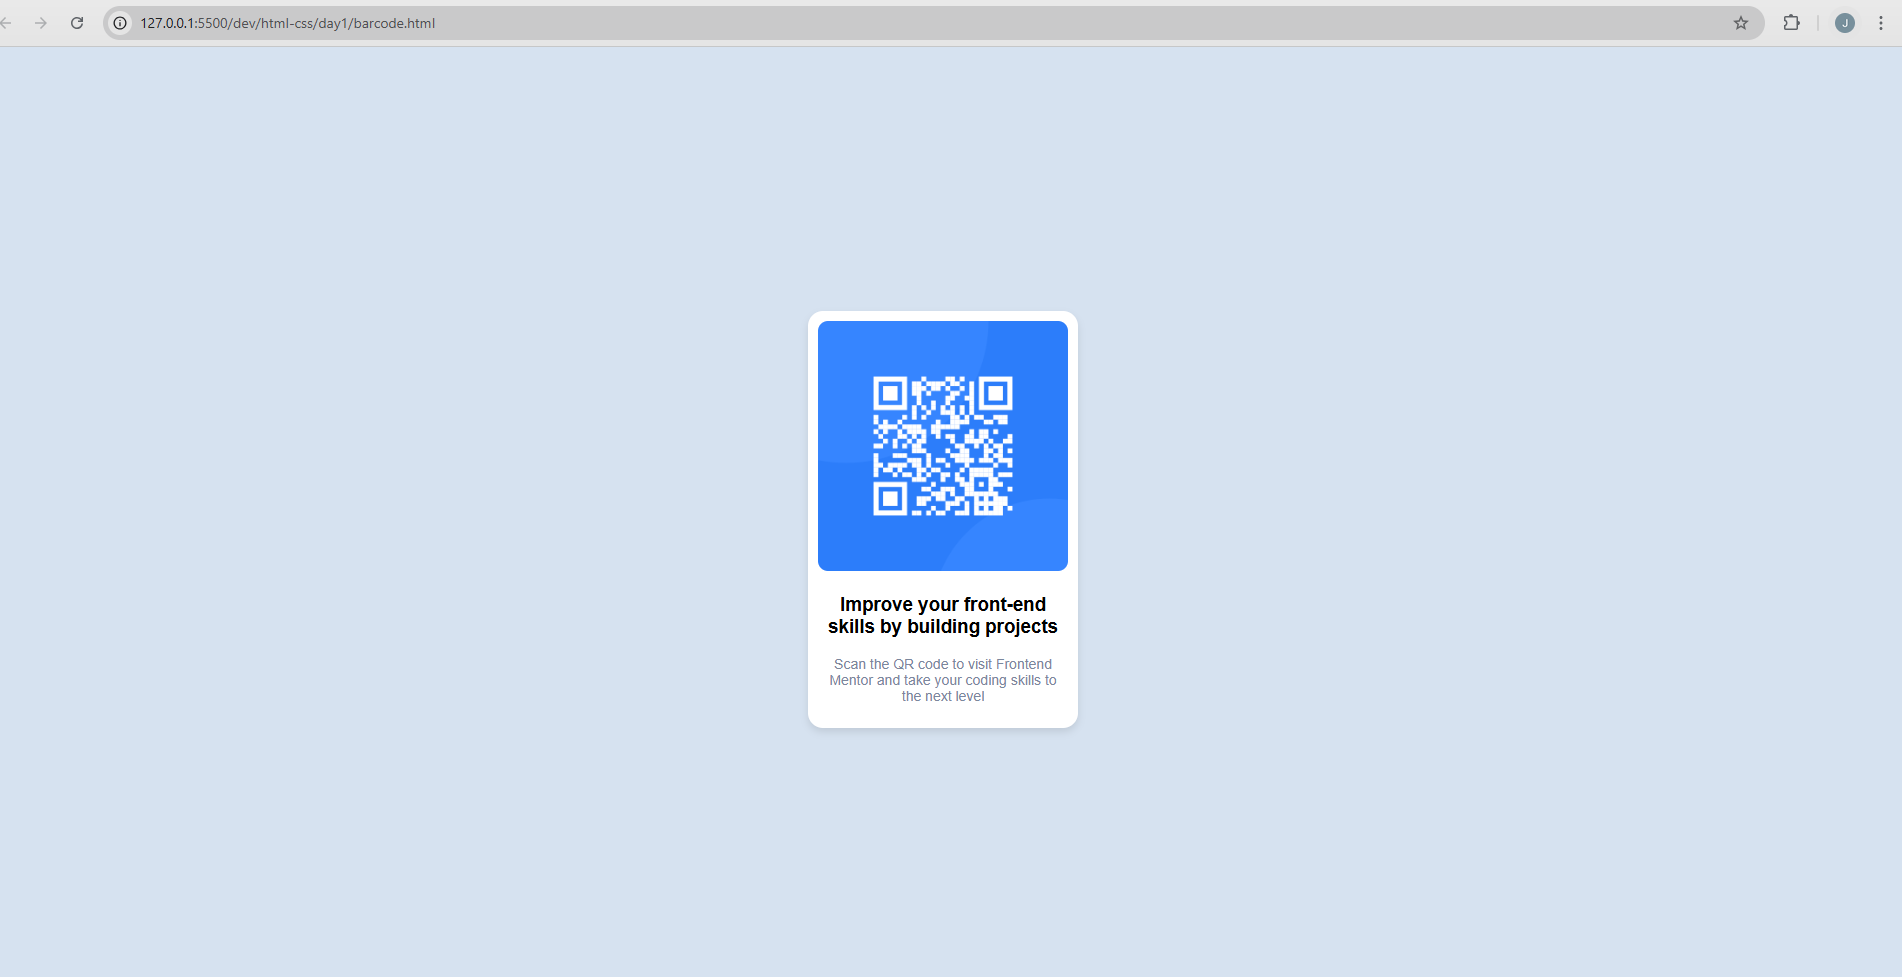 127.0.0.1:5500/dev/html-css/day1/barcode.html
J
Improve your front-end
skills by building projects
Scan the QR code to visit Frontend
Mentor and take your coding skills to
the next level